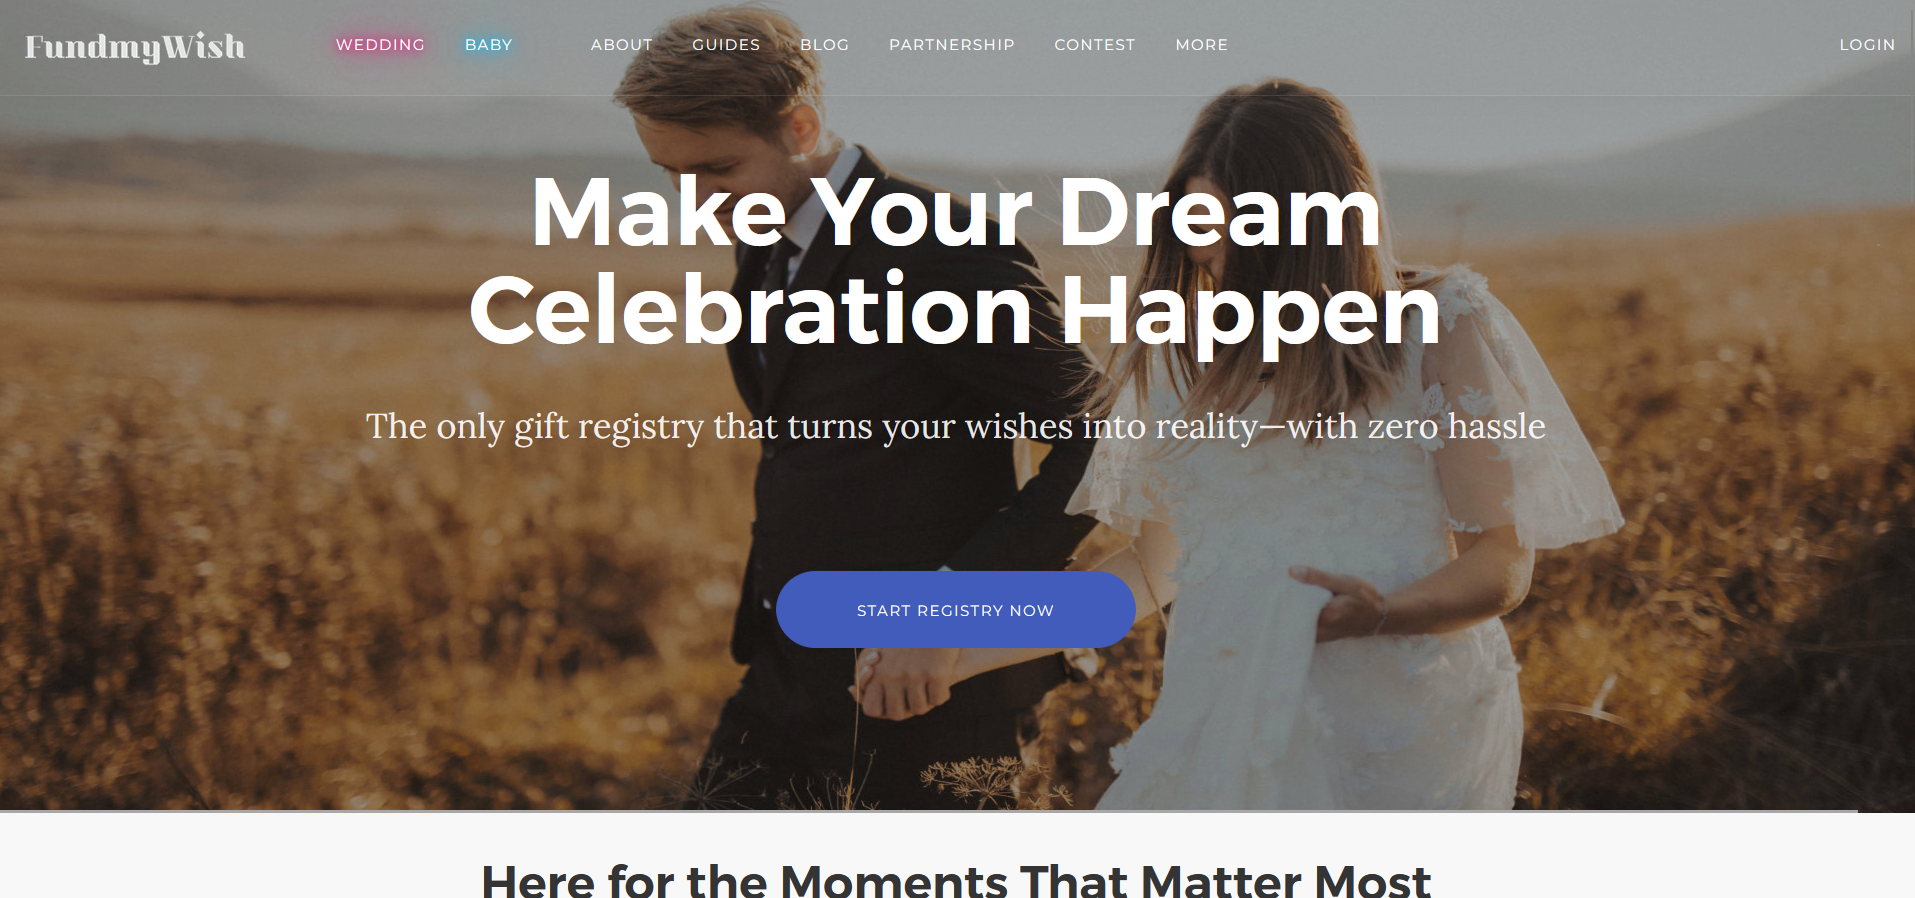 FundmyWish
WEDDING BABY ABOUT GUIDES BLOG PARTNERSHIP CONTEST MORE LOGIN
Make Your Dream
Celebration Happen
The only gift registry that turns your wishes into reality—with zero hassle
START REGISTRY NOW
Here for the Moments That Matter Most